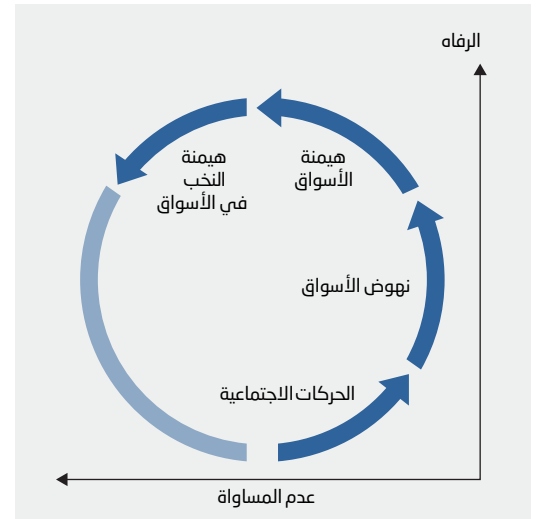 الرفاه
هيمنة
الأسواق
هيمنة
النخب
في الأسواق
نهوض الأسواق
الحركات الاجتماعية
عدم المساواة